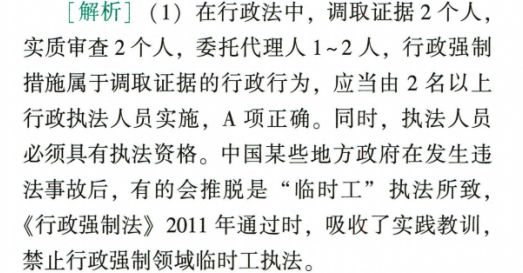 [解析]（1）在行政法中，调取证据2个人，
实质审查2个人，委托代理人1~2人，行政强制
措施属于调取证据的行政行为，应当由2名以上
行政执法人员实施，A项正确。同时，执法人员
必须具有执法资格。中国某些地方政府在发生违
法事故后，有的会推脱是“临时工”执法所致，
《行政强制法》2011年通过时，吸收了实践教训，
禁止行政强制领域临时工执法。